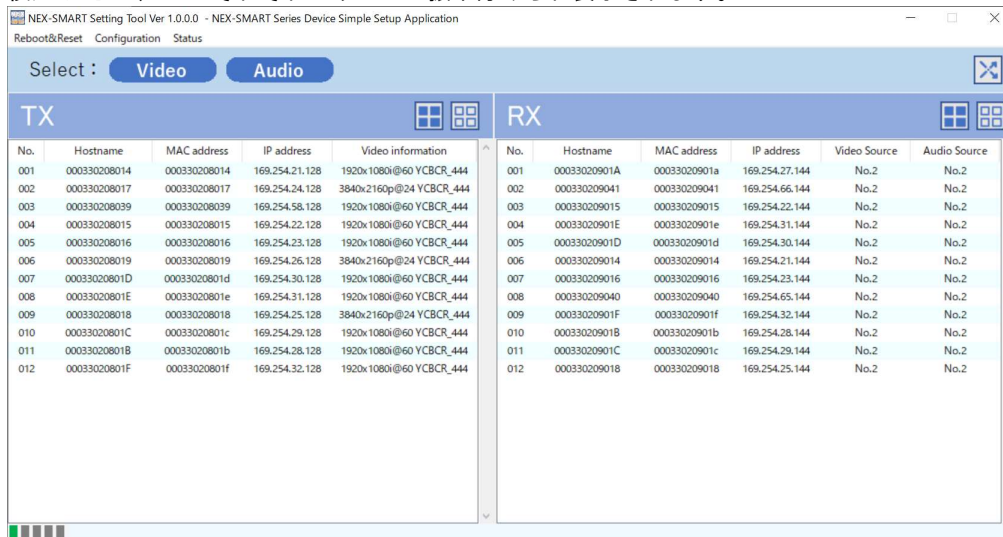 NEX-SMART Setting Tool Ver 1.0.0.0 - NEX-SMART Series Device Simple Setup Application
Reboot&Reset Configuration Status
Select： Video Audio
TX
No. Hostname MAC address IP address Video information
001 000330208014 000330208014 169.254.21.128 1920x1080i@60 YCBCR_444
002 000330208017 000330208017 169.254.24.128 3840x2160p@24 YCBCR_444
003 000330208039 000330208039 169.254.58.128 1920x1080i@60 YCBCR_444
004 000330208015 000330208015 169.254.22.128 1920x1080i@60 YCBCR_444
005 000330208016 000330208016 169.254.23.128 1920x1080i@60 YCBCR_444
006 000330208019 000330208019 169.254.26.128 3840x2160p@24 YCBCR_444
007 00033020801D 00033020801d 169.254.30.128 1920x1080i@60 YCBCR_444
008 00033020801E 00033020801e 169.254.31.128 1920x1080i@60 YCBCR_444
009 000330208018 000330208018 169.254.25.128 3840x2160p@24 YCBCR_444
010 00033020801C 00033020801c 169.254.29.128 1920x1080i@60 YCBCR_444
011 00033020801B 00033020801b 169.254.28.128 1920x1080i@60 YCBCR_444
012 00033020801F 00033020801f 169.254.32.128 1920x1080i@60 YCBCR_444
RX
No. Hostname MAC address IP address Video Source Audio Source
001 00033020901A 00033020901a 169.254.27.144 No.2 No.2
002 000330209041 000330209041 169.254.66.144 No.2 No.2
003 000330209015 000330209015 169.254.22.144 No.2 No.2
004 00033020901E 00033020901e 169.254.31.144 No.2 No.2
005 00033020901D 00033020901d 169.254.30.144 No.2 No.2
006 000330209014 000330209014 169.254.21.144 No.2 No.2
007 000330209016 000330209016 169.254.23.144 No.2 No.2
008 000330209040 000330209040 169.254.65.144 No.2 No.2
009 00033020901F 00033020901f 169.254.32.144 No.2 No.2
010 00033020901B 00033020901b 169.254.28.144 No.2 No.2
011 00033020901C 00033020901c 169.254.29.144 No.2 No.2
012 000330209018 000330209018 169.254.25.144 No.2 No.2